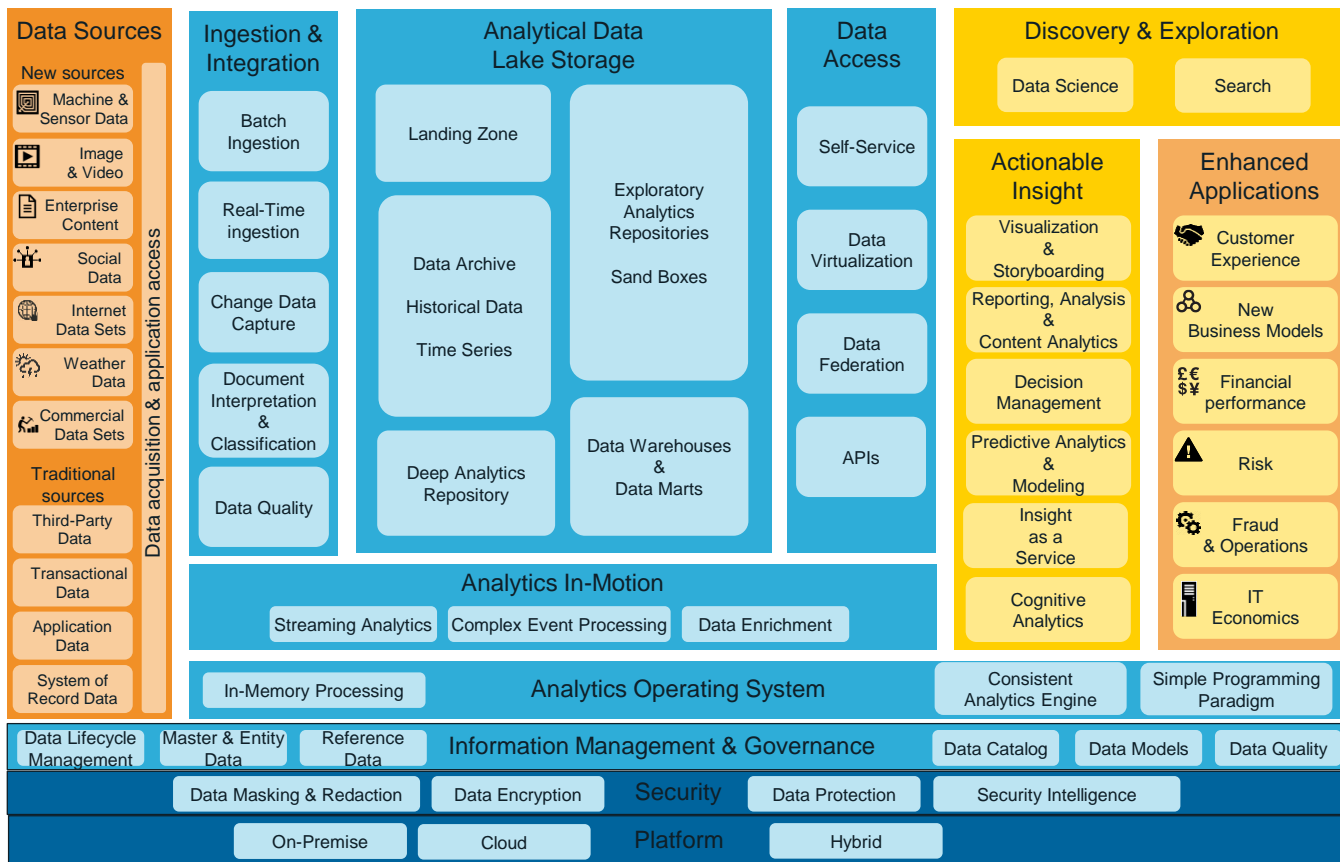 Data Sources
New sources
Machine &
Sensor Data
Image
& Video
Enterprise
Content
Social
Data
Internet
Data Sets
Weather
Data
Commercial
Data Sets
Traditional
sources
Third-Party
Data
Transactional
Data
Application
Data
System of
Record Data
Data acquisition & application access
Ingestion &
Integration
Batch
Ingestion
Real-Time
ingestion
Change Data
Capture
Document
Interpretation
&
Classification
Data Quality
Analytical Data
Lake Storage
Landing Zone
Data Archive
Historical Data
Time Series
Deep Analytics
Repository
Exploratory
Analytics
Repositories
Sand Boxes
Data Warehouses
&
Data Marts
Data
Access
Self-Service
Data
Virtualization
Data
Federation
APIs
Discovery & Exploration
Data Science
Search
Actionable
Insight
Visualization
&
Storyboarding
Reporting, Analysis
&
Content Analytics
Decision
Management
Predictive Analytics
&
Modeling
Insight
as a
Service
Cognitive
Analytics
Enhanced
Applications
Customer
Experience
New
Business Models
£€
$¥
Financial
performance
Risk
Fraud
& Operations
IT
Economics
Analytics In-Motion
Streaming Analytics
Complex Event Processing
Data Enrichment
In-Memory Processing
Analytics Operating System
Consistent
Analytics Engine
Simple Programming
Paradigm
Data Lifecycle
Management
Master & Entity
Data
Reference
Data
Information Management & Governance
Data Catalog
Data Models
Data Quality
Data Masking & Redaction
Data Encryption
Security
Data Protection
Security Intelligence
On-Premise
Cloud
Platform
Hybrid